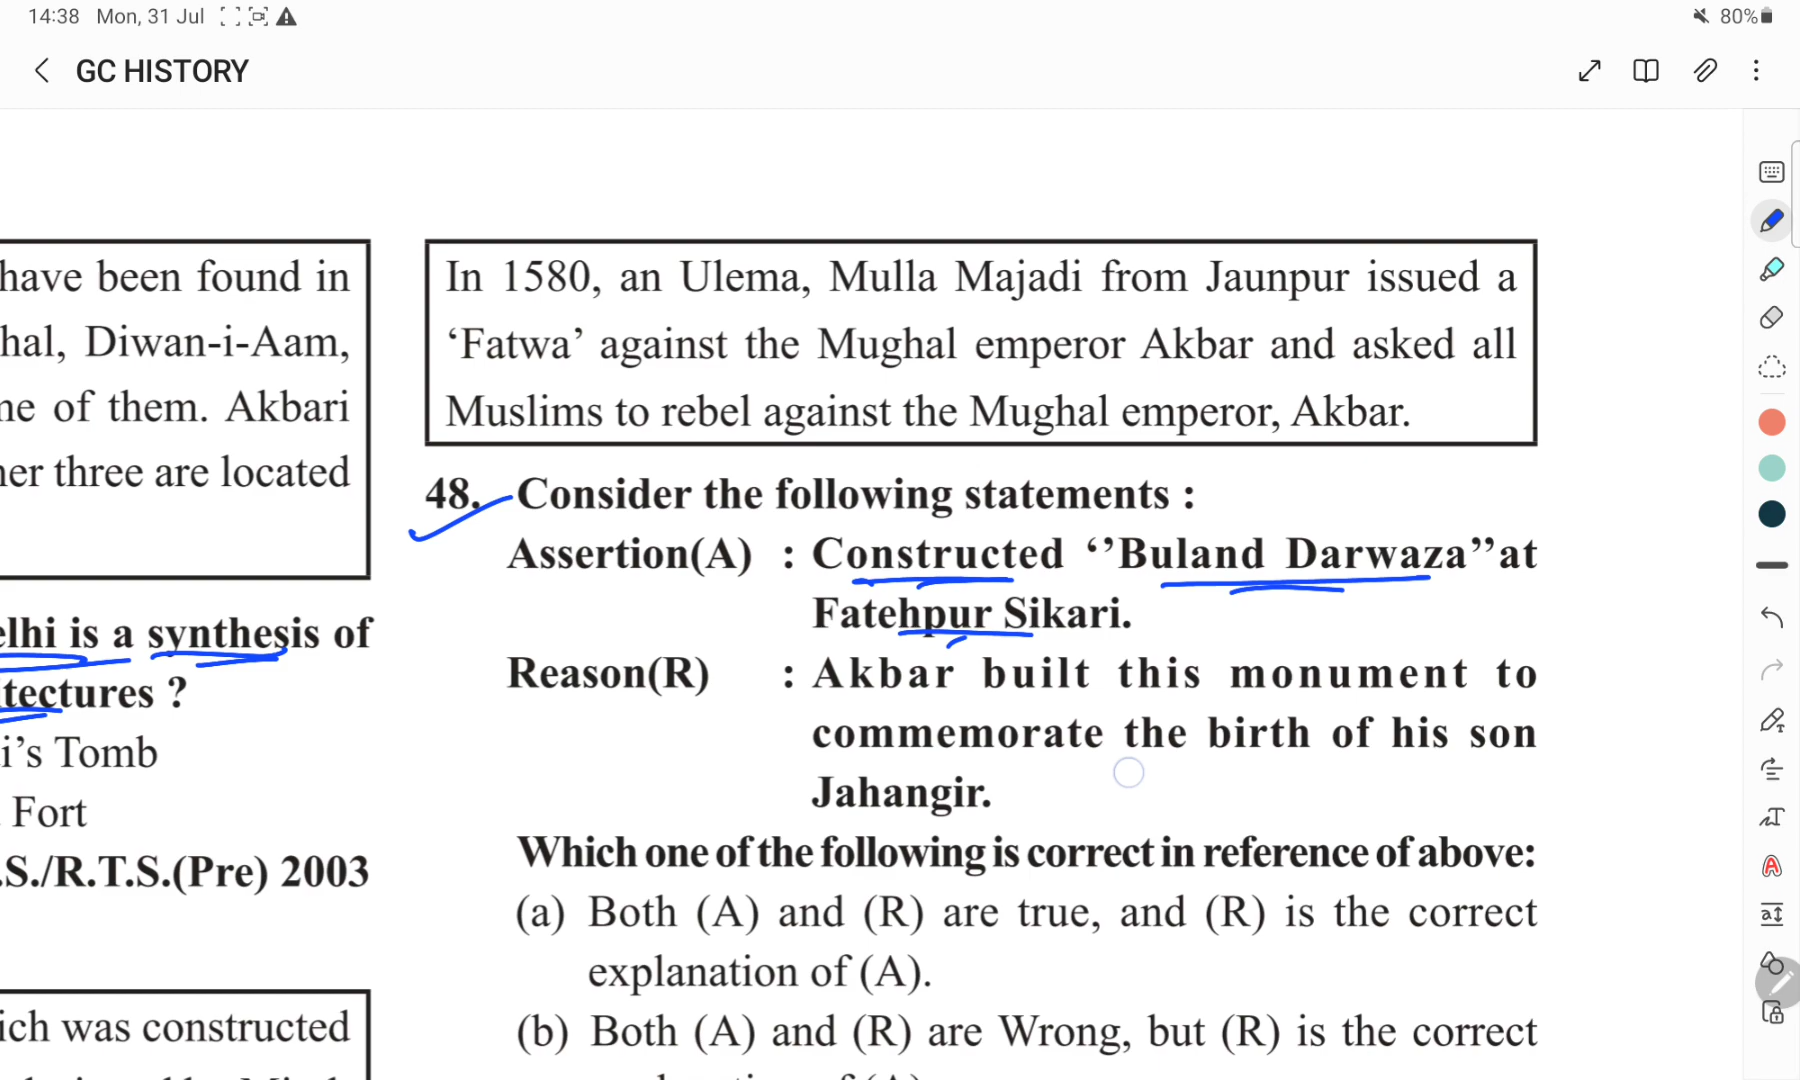 14:38 Mon, 31 Jul
80%
GC HISTORY
have been found in
hal, Diwan-i-Aam,
ne of them. Akbari
ner three are located
elhi is a synthesis of
itectures ?
i's Tomb
Fort
.S./R.T.S.(Pre) 2003
ich was constructed
In 1580, an Ulema, Mulla Majadi from Jaunpur issued a
‘Fatwa’ against the Mughal emperor Akbar and asked all
Muslims to rebel against the Mughal emperor, Akbar.
48. Consider the following statements :
Assertion(A) : Constructed ‘’Buland Darwaza’’at
Fatehpur Sikari.
Reason(R) : Akbar built this monument to
commemorate the birth of his son
Jahangir.
Which one of the following is correct in reference of above:
(a) Both (A) and (R) are true, and (R) is the correct
explanation of (A).
(b) Both (A) and (R) are Wrong, but (R) is the correct